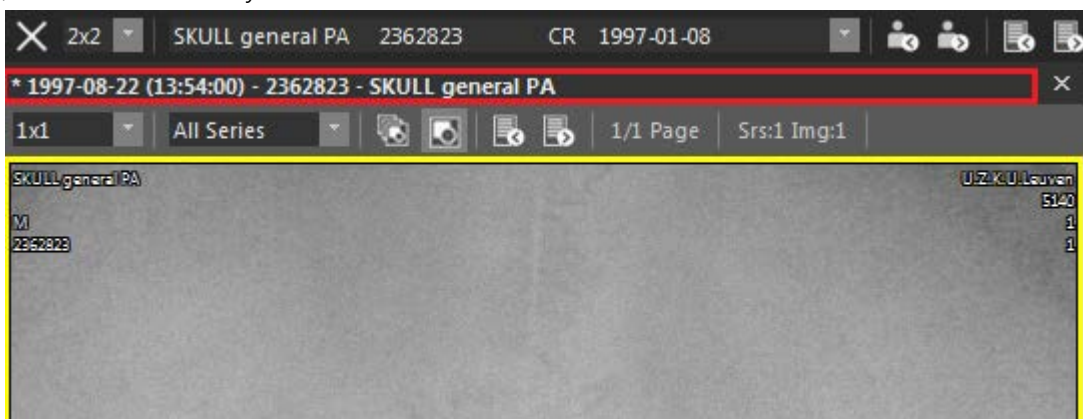 2x2 SKULL general PA 2362823 CR 1997-01-08
* 1997-08-22 (13:54:00) - 2362823 - SKULL general PA
1x1 All Series 1/1 Page Srs:1 Img:1
SKULL general PA U.Z.K.U.Leuven
5140
M 1
2362823 1